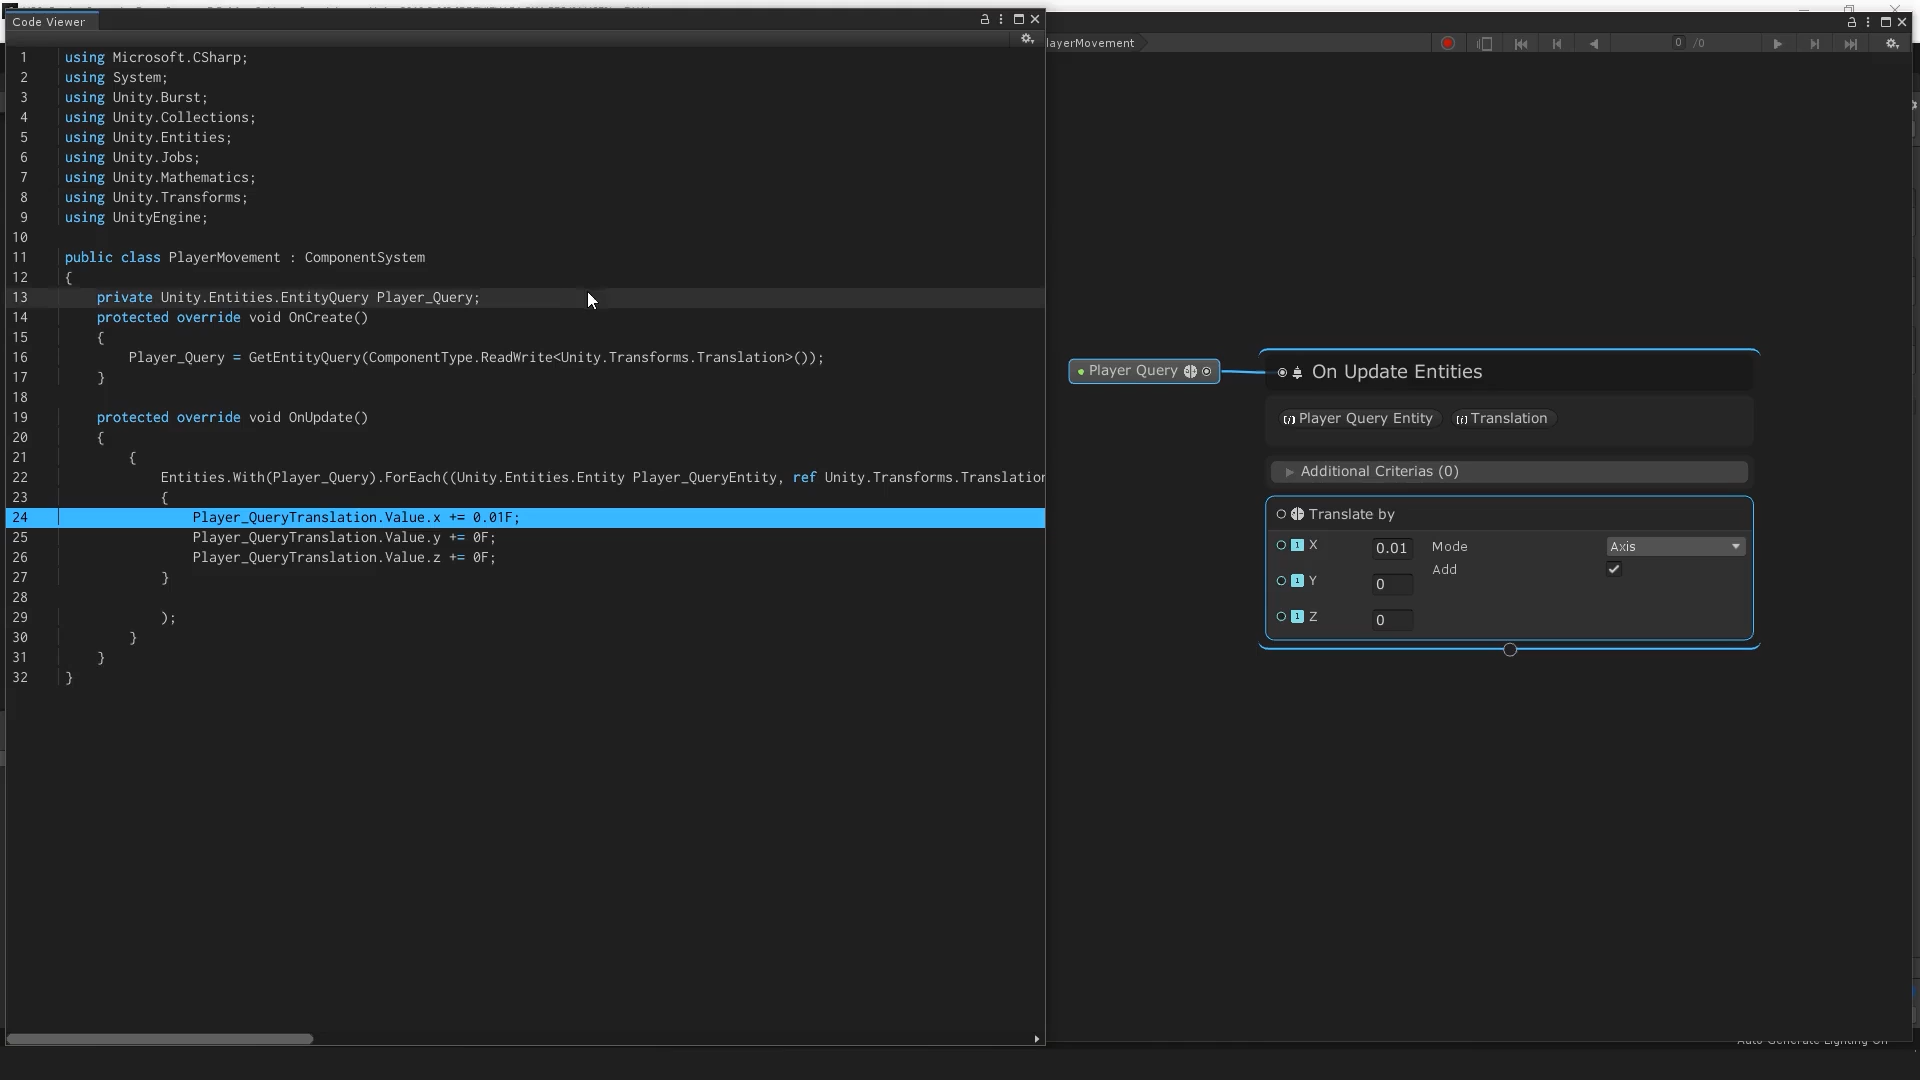 Code Viewer
1 using Microsoft.CSharp;
2 using System;
3 using Unity.Burst;
4 using Unity.Collections;
5 using Unity.Entities;
6 using Unity.Jobs;
7 using Unity.Mathematics;
8 using Unity.Transforms;
9 using UnityEngine;
10
11 public class PlayerMovement : ComponentSystem
12 {
13 private Unity.Entities.EntityQuery Player_Query;
14 protected override void OnCreate()
15 {
16 Player_Query = GetEntityQuery(ComponentType.ReadWrite<Unity.Transforms.Translation>());
17 }
18
19 protected override void OnUpdate()
20 {
21 {
22 Entities.With(Player_Query).ForEach((Unity.Entities.Entity Player_QueryEntity, ref Unity.Transforms.Translation
23 {
24 Player_QueryTranslation.Value.x += 0.01F;
25 Player_QueryTranslation.Value.y += 0F;
26 Player_QueryTranslation.Value.z += 0F;
27 }
28
29 );
30 }
31 }
32 }
layerMovement
0 /0
Player Query
On Update Entities
Player Query Entity Translation
Additional Criterias (0)
Translate by
X 0.01 Mode Axis
Add
Y 0
Z 0
Auto Generate Lighting On